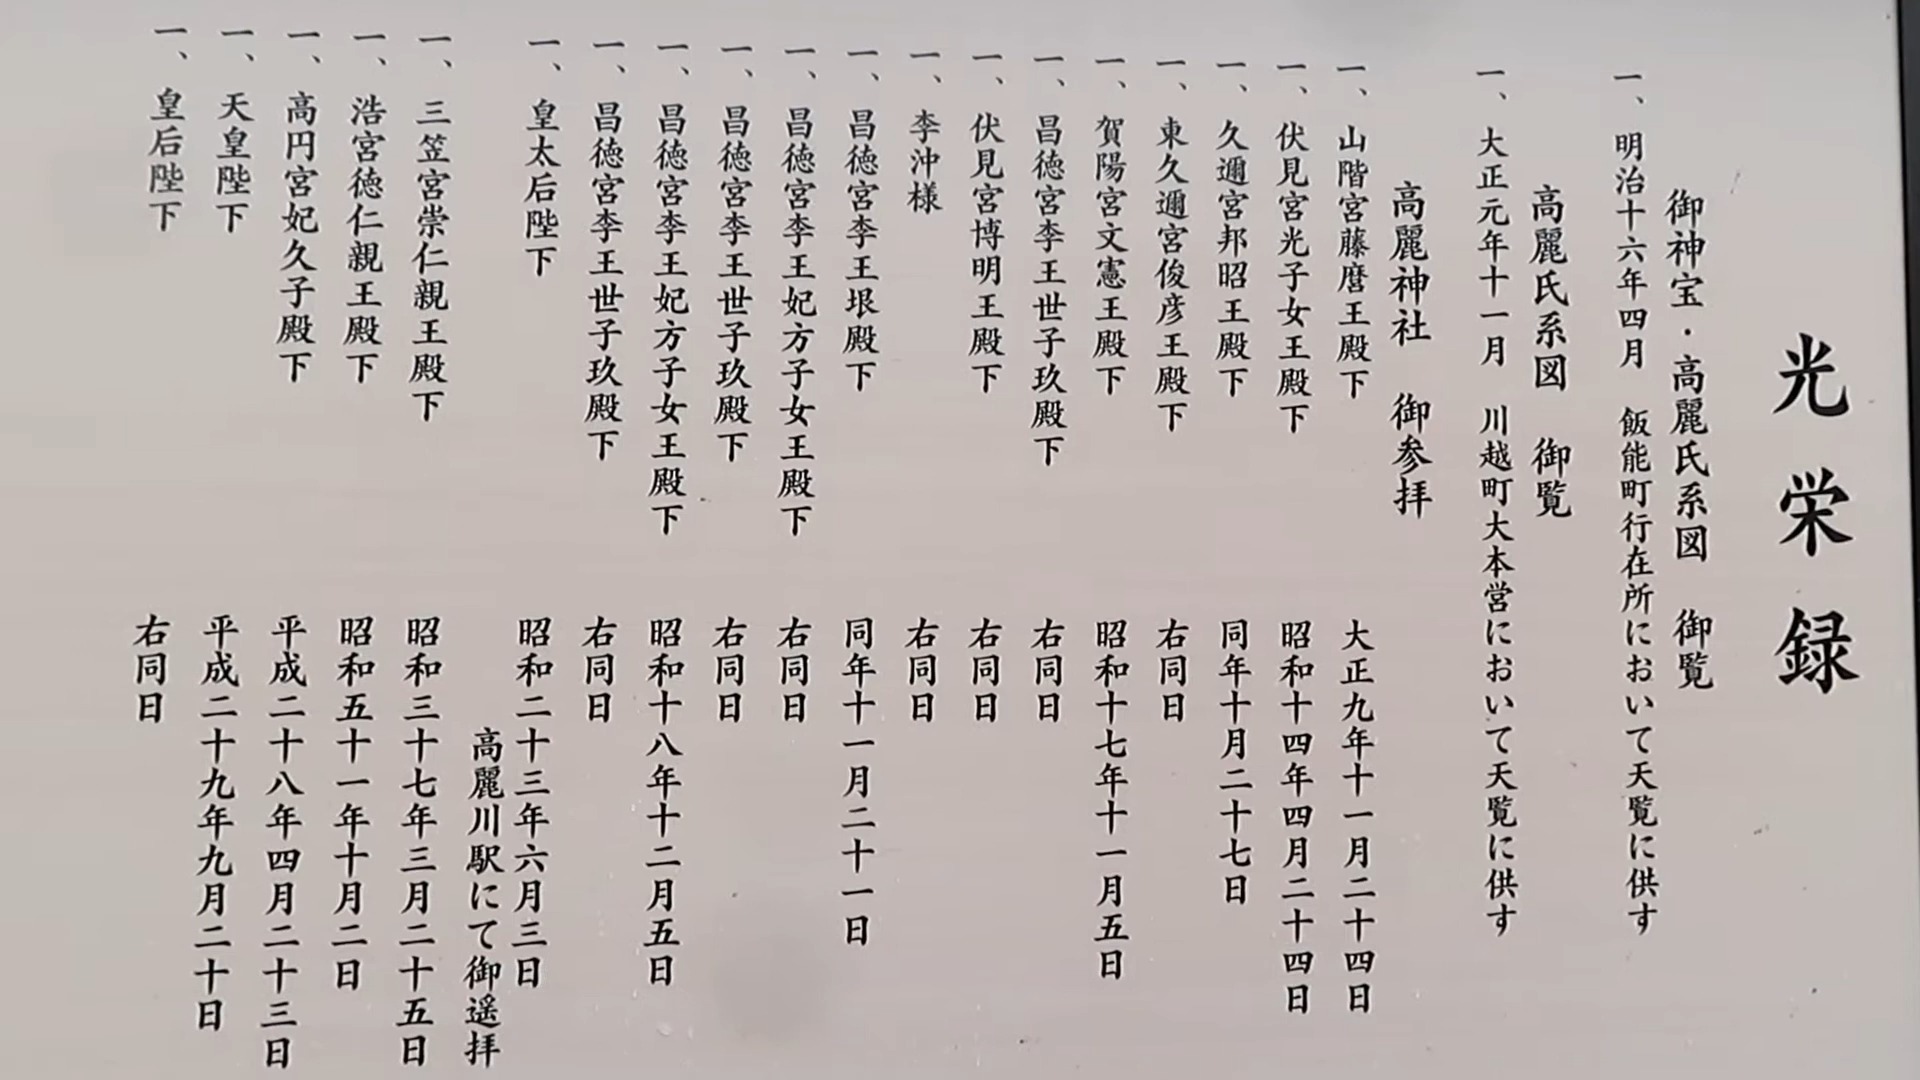 光栄録
御神宝・高麗氏系図　御覧
一、明治十六年四月　飯能町行在所において天覧に供す
高麗氏系図　御覧
一、大正元年十一月　川越町大本営において天覧に供す
高麗神社　御参拝
一、山階宮藤麿王殿下　大正九年十一月二十四日
一、伏見宮光子女王殿下　昭和十四年四月二十四日
一、久邇宮邦昭王殿下　同年十月二十七日
一、東久邇宮俊彦王殿下　右同日
一、賀陽宮文憲王殿下　昭和十七年十一月五日
一、昌徳宮李王世子玖殿下　右同日
一、伏見宮博明王殿下　右同日
一、李沖様　右同日
一、昌徳宮李王垠殿下　同年十一月二十一日
一、昌徳宮李王妃方子女王殿下　右同日
一、昌徳宮李王世子玖殿下　右同日
一、昌徳宮李王妃方子女王殿下　昭和十八年十二月五日
一、昌徳宮李王世子玖殿下　右同日
一、皇太后陛下　昭和二十三年六月三日
高麗川駅にて御遥拝
一、三笠宮崇仁親王殿下　昭和三十七年三月二十五日
一、浩宮徳仁親王殿下　昭和五十一年十月二日
一、高円宮妃久子殿下　平成二十八年四月二十三日
一、天皇陛下　平成二十九年九月二十日
一、皇后陛下　右同日